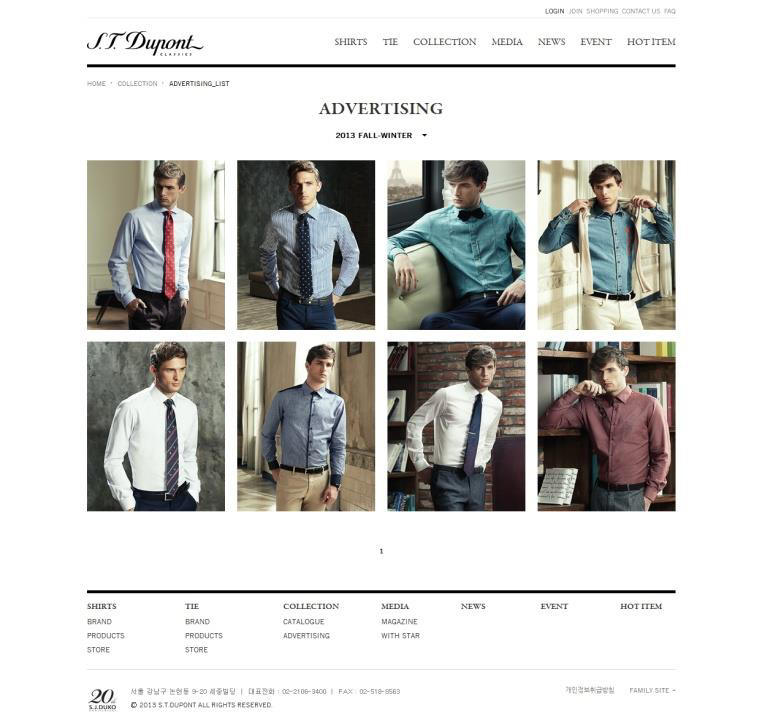 LOGIN JOIN SHOPPING CONTACT US FAQ
S.T. Dupont
CLASSICS
SHIRTS TIE COLLECTION MEDIA NEWS EVENT HOT ITEM
HOME COLLECTION ADVERTISING_LIST
ADVERTISING
2013 FALL-WINTER
1
SHIRTS TIE COLLECTION MEDIA NEWS EVENT HOT ITEM
BRAND BRAND CATALOGUE MAGAZINE
PRODUCTS PRODUCTS ADVERTISING WITH STAR
STORE STORE
20
S.J.DUKO
서울 강남구 논현동 9-20 세중빌딩 | 대표전화 : 02-2106-3400 | FAX : 02-518-8563
개인정보취급방침 FAMILY SITE
© 2013 S.T.DUPONT ALL RIGHTS RESERVED.